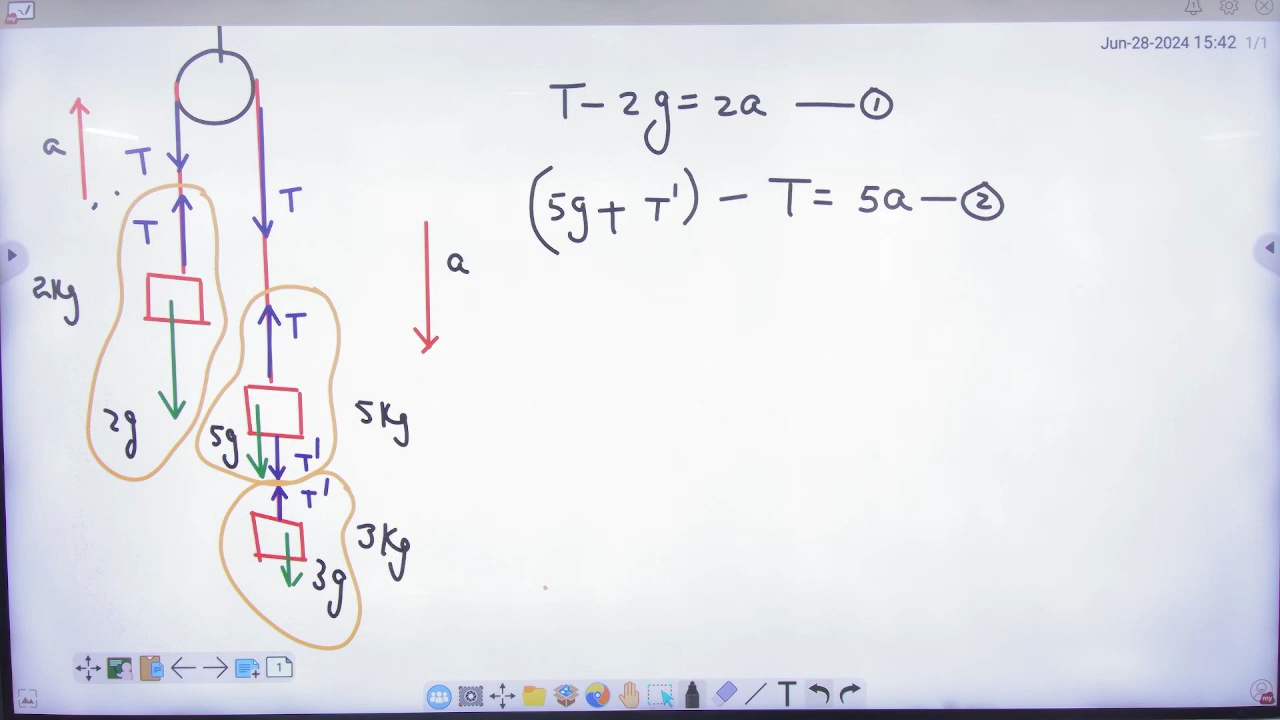 Jun-28-2024 15:42 1/1
T - 2g = 2a — ①
(5g + T') - T = 5a — ②
a
T
T
T
2Kg
a
T
2g
5g
5Kg
T'
T'
3Kg
3g
1
T